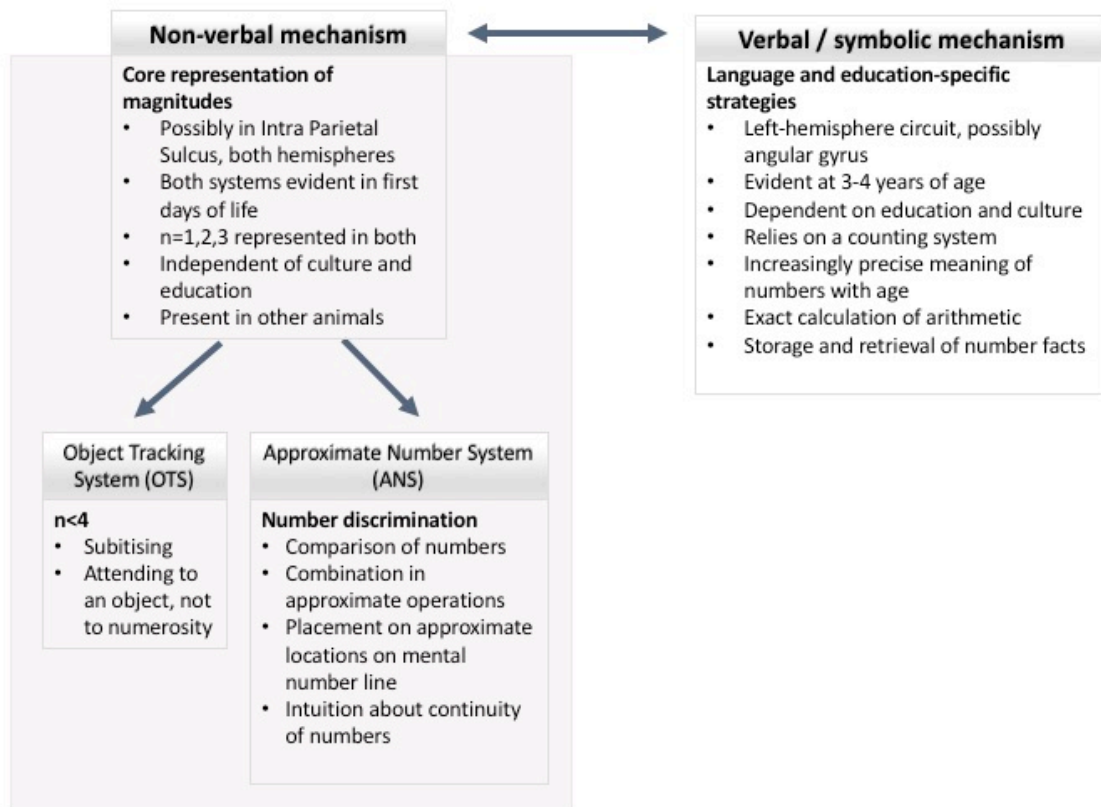 Non-verbal mechanism
Core representation of
magnitudes
• Possibly in Intra Parietal
Sulcus, both hemispheres
• Both systems evident in first
days of life
• n=1,2,3 represented in both
• Independent of culture and
education
• Present in other animals
Verbal / symbolic mechanism
Language and education-specific
strategies
• Left-hemisphere circuit, possibly
angular gyrus
• Evident at 3-4 years of age
• Dependent on education and culture
• Relies on a counting system
• Increasingly precise meaning of
numbers with age
• Exact calculation of arithmetic
• Storage and retrieval of number facts
Object Tracking
System (OTS)
n<4
• Subitising
• Attending to
an object, not
to numerosity
Approximate Number System
(ANS)
Number discrimination
• Comparison of numbers
• Combination in
approximate operations
• Placement on approximate
locations on mental
number line
• Intuition about continuity
of numbers